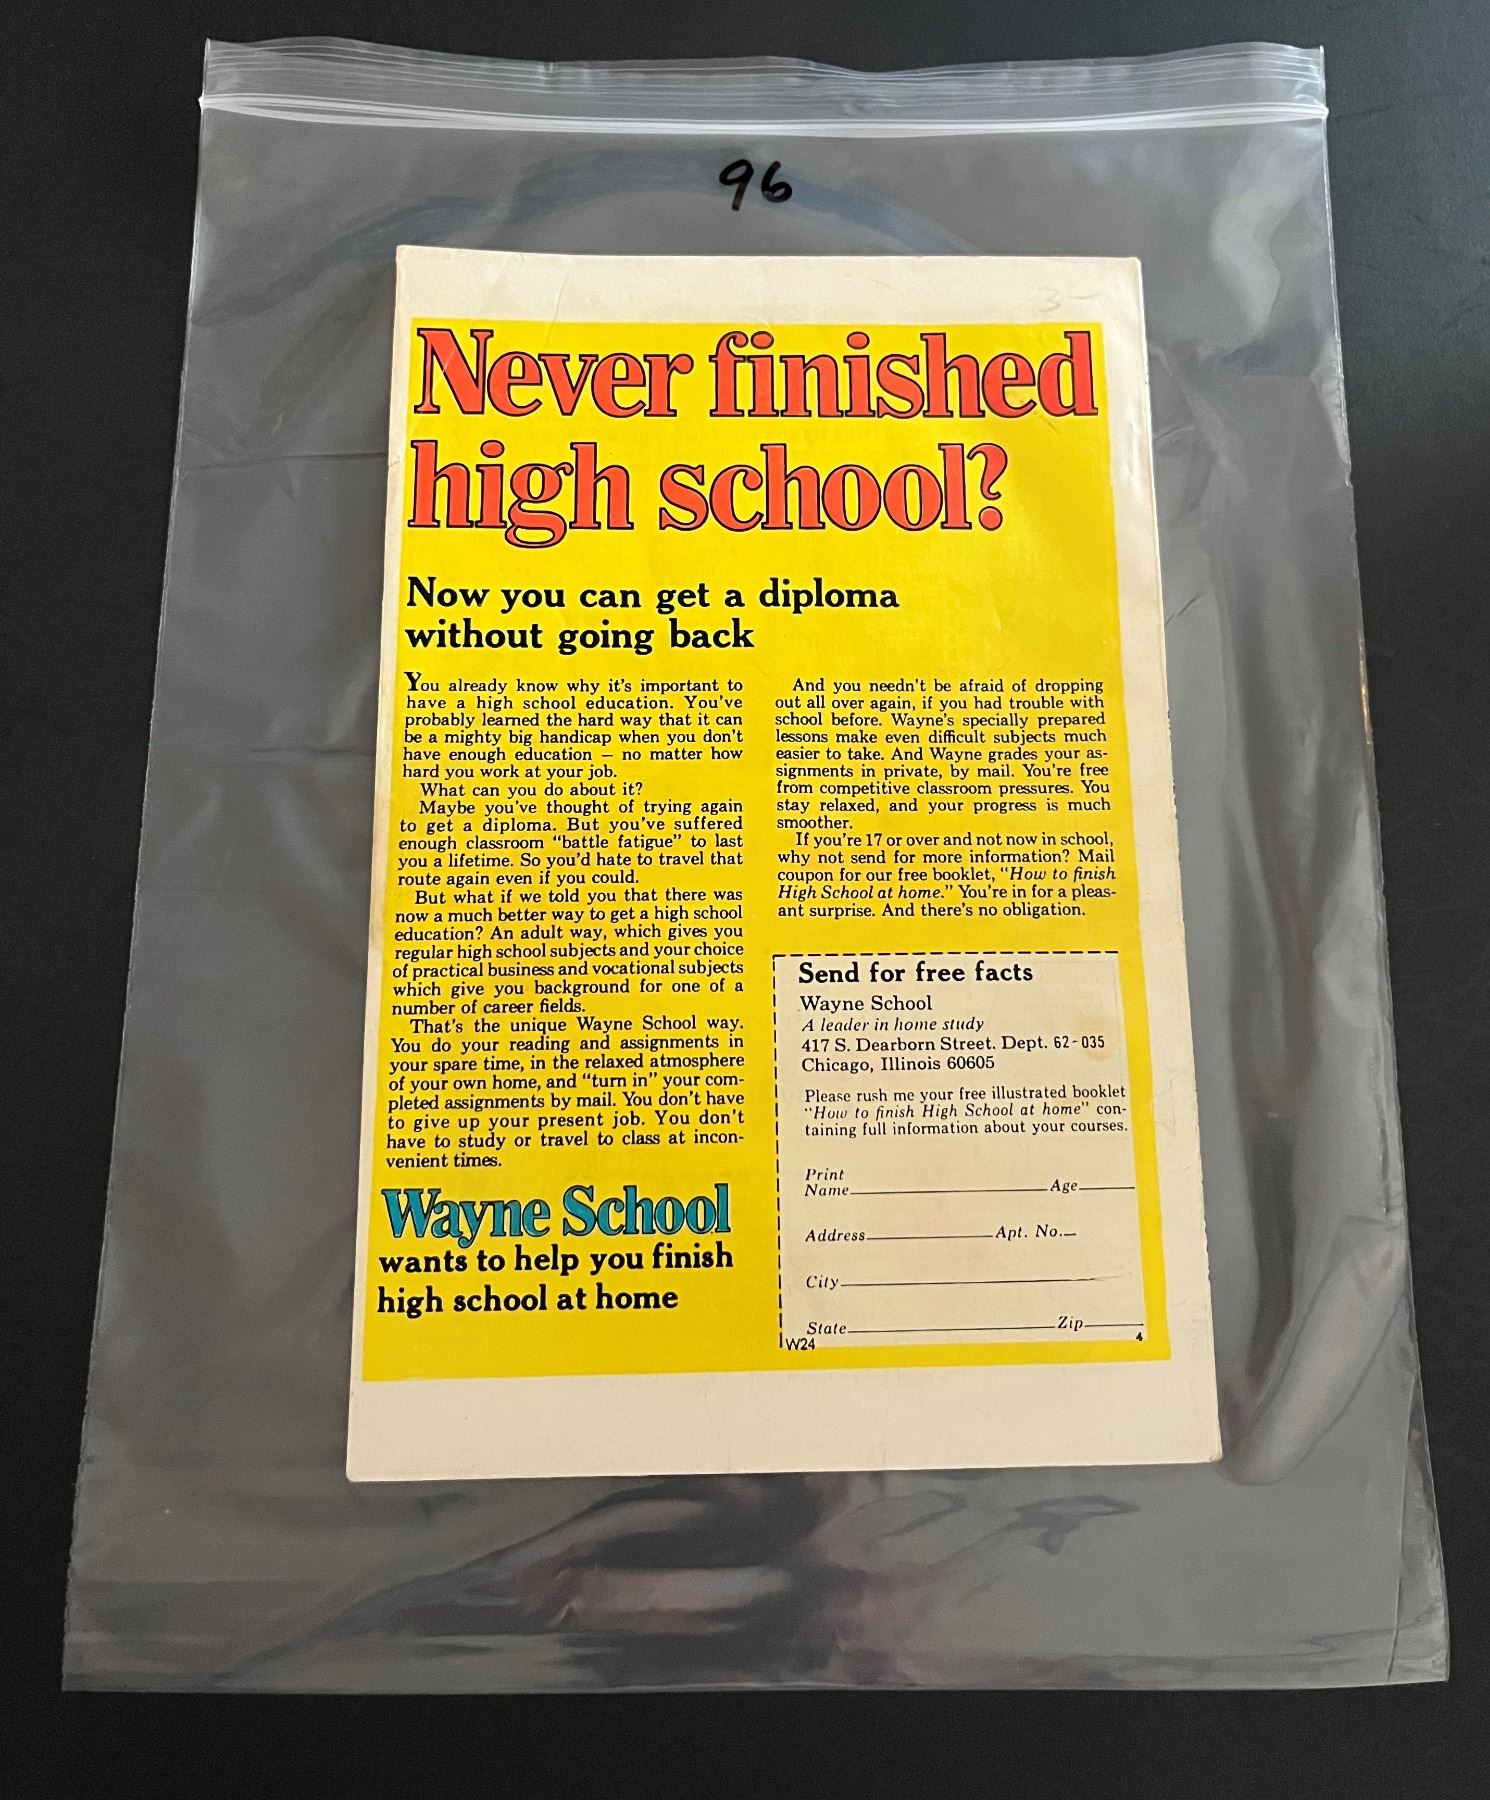 96
3-
Never finished
high school?
Now you can get a diploma
without going back
You already know why it's important to
have a high school education. You've
probably learned the hard way that it can
be a mighty big handicap when you don't
have enough education – no matter how
hard you work at your job.
What can you do about it?
Maybe you've thought of trying again
to get a diploma. But you've suffered
enough classroom "battle fatigue" to last
you a lifetime. So you'd hate to travel that
route again even if you could.
But what if we told you that there was
now a much better way to get a high school
education? An adult way, which gives you
regular high school subjects and your choice
of practical business and vocational subjects
which give you background for one of a
number of career fields.
That's the unique Wayne School way.
You do your reading and assignments in
your spare time, in the relaxed atmosphere
of your own home, and "turn in" your com-
pleted assignments by mail. You don't have
to give up your present job. You don't
have to study or travel to class at incon-
venient times.
Wayne School
wants to help you finish
high school at home
And you needn't be afraid of dropping
out all over again, if you had trouble with
school before. Wayne's specially prepared
lessons make even difficult subjects much
easier to take. And Wayne grades your as-
signments in private, by mail. You're free
from competitive classroom pressures. You
stay relaxed, and your progress is much
smoother.
If you're 17 or over and not now in school,
why not send for more information? Mail
coupon for our free booklet, "How to finish
High School at home." You're in for a pleas-
ant surprise. And there's no obligation.
Send for free facts
Wayne School
A leader in home study
417 S. Dearborn Street. Dept. 62-035
Chicago, Illinois 60605
Please rush me your free illustrated booklet
"How to finish High School at home" con-
taining full information about your courses.
Print
Name Age
Address Apt. No.
City
State Zip
W24 4